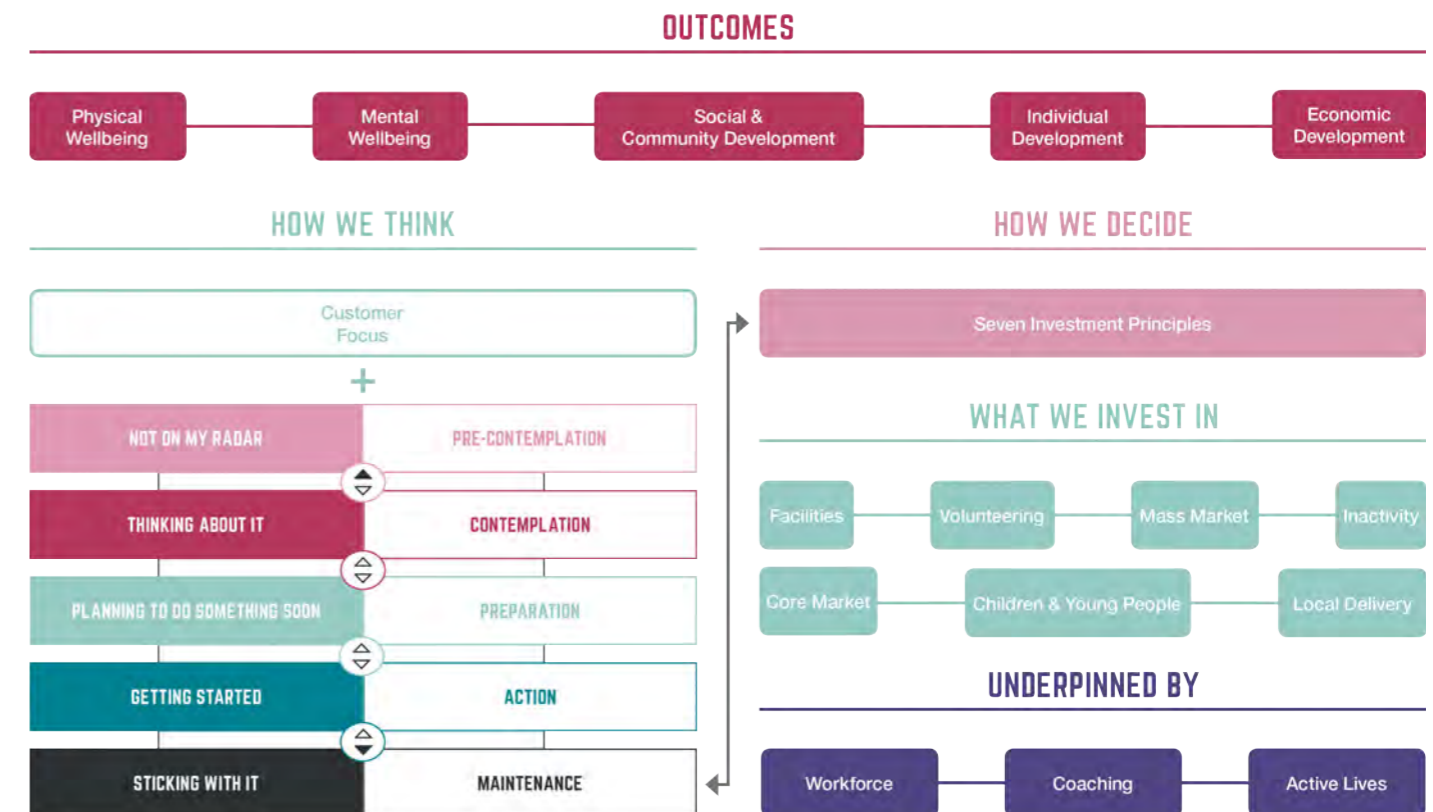 OUTCOMES
Physical
Wellbeing
Mental
Wellbeing
Social &
Community Development
Individual
Development
Economic
Development
HOW WE THINK
Customer
Focus
+
NOT ON MY RADAR
PRE-CONTEMPLATION
THINKING ABOUT IT
CONTEMPLATION
PLANNING TO DO SOMETHING SOON
PREPARATION
GETTING STARTED
ACTION
STICKING WITH IT
MAINTENANCE
HOW WE DECIDE
Seven Investment Principles
WHAT WE INVEST IN
Facilities
Volunteering
Mass Market
Inactivity
Core Market
Children & Young People
Local Delivery
UNDERPINNED BY
Workforce
Coaching
Active Lives